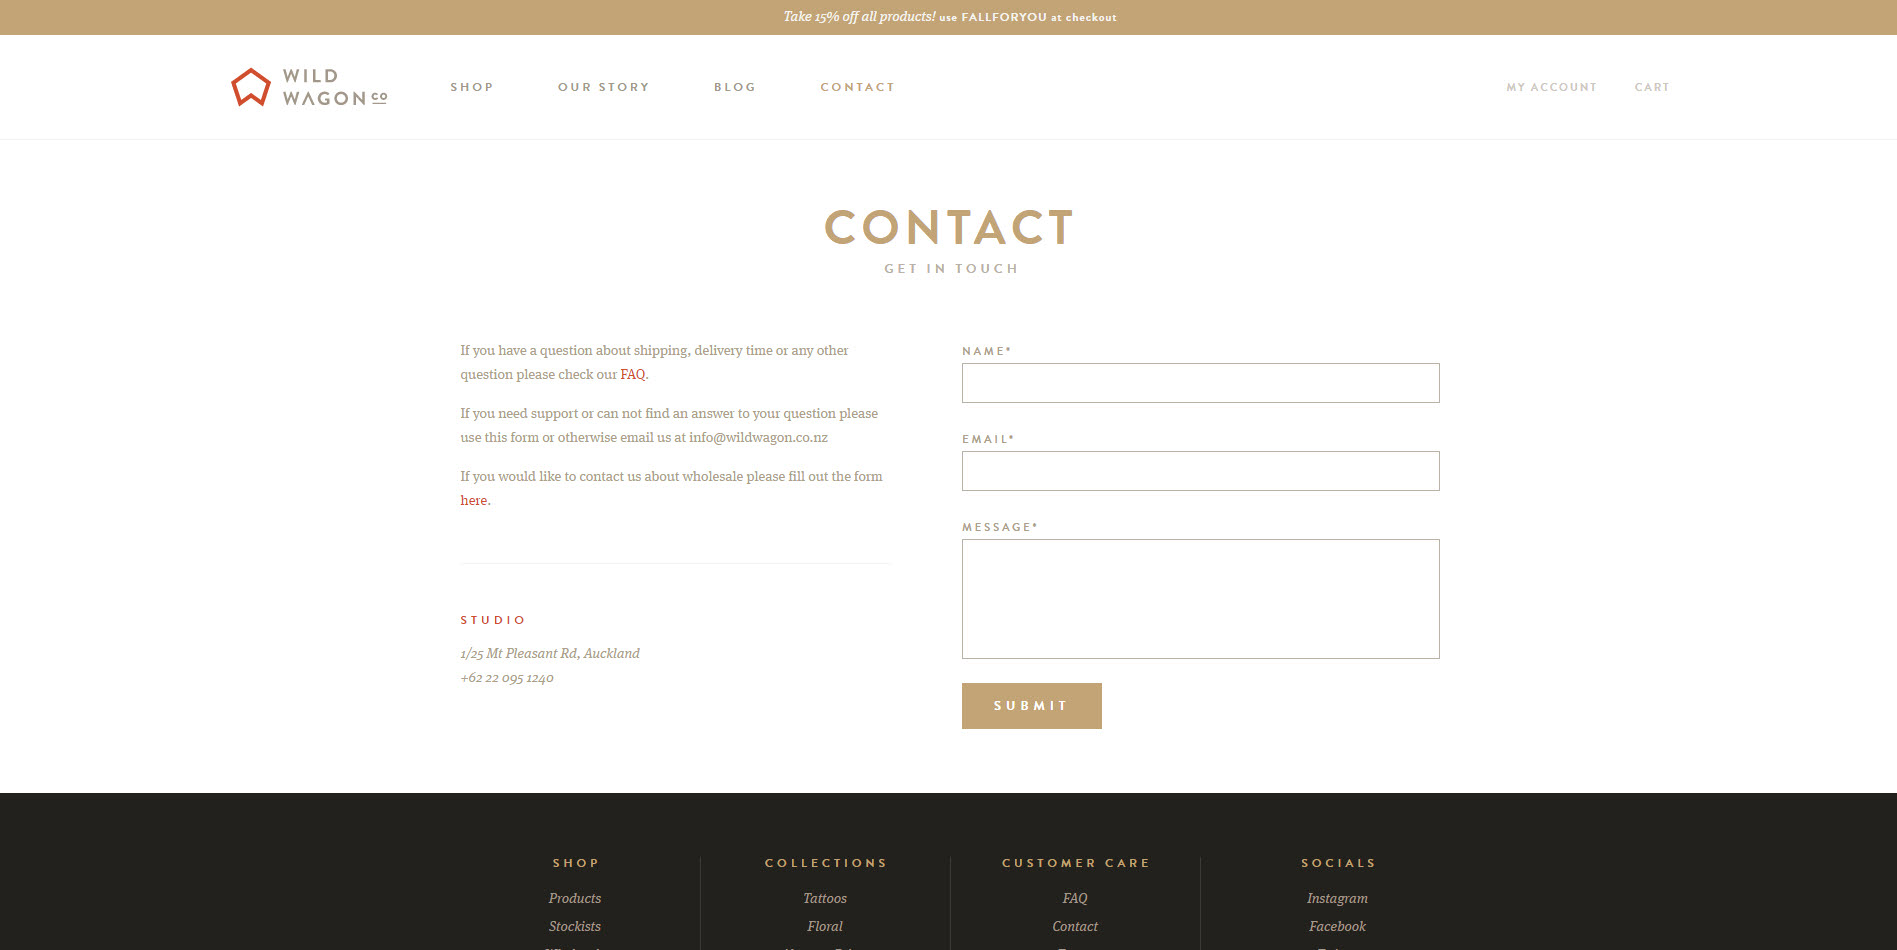 Take 15% off all products! use FALLFORYOU at checkout
WILD
WAGON CO
SHOP
OUR STORY
BLOG
CONTACT
MY ACCOUNT
CART
CONTACT
GET IN TOUCH
If you have a question about shipping, delivery time or any other
question please check our FAQ.
If you need support or can not find an answer to your question please
use this form or otherwise email us at info@wildwagon.co.nz
If you would like to contact us about wholesale please fill out the form
here.
STUDIO
1/25 Mt Pleasant Rd, Auckland
+62 22 095 1240
NAME*
EMAIL*
MESSAGE*
SUBMIT
SHOP
Products
Stockists
COLLECTIONS
Tattoos
Floral
CUSTOMER CARE
FAQ
Contact
SOCIALS
Instagram
Facebook